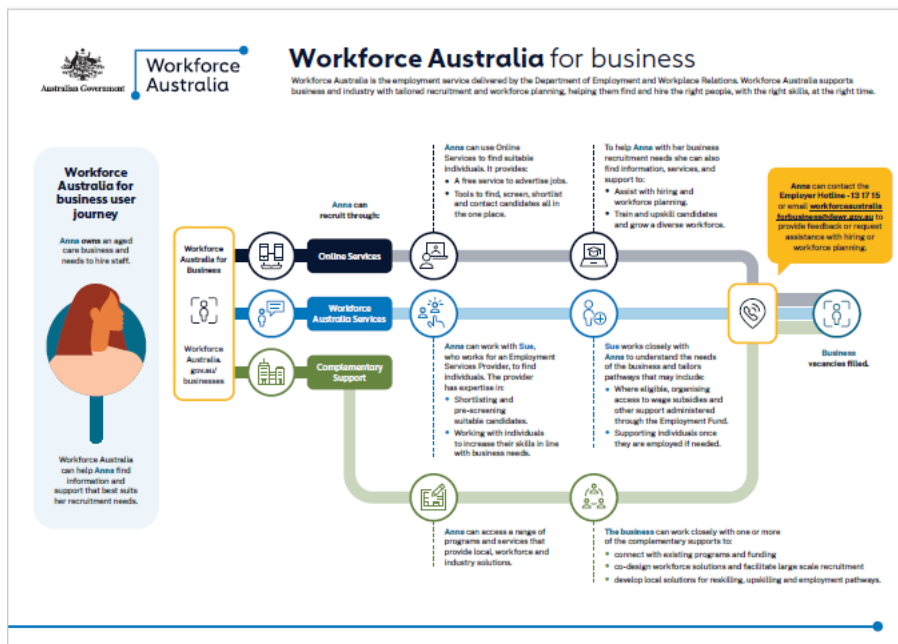 Australian Government
Workforce
Australia
Workforce Australia for business
Workforce Australia is the employment service delivered by the Department of Employment and Workplace Relations. Workforce Australia supports
business and industry with tailored recruitment and workforce planning, helping them find and hire the right people, with the right skills, at the right time.
Workforce
Australia for
business user
journey
Anna owns an aged
care business and
needs to hire staff.
Workforce Australia
can help Anna find
information and
support that best suits
her recruitment needs.
Workforce
Australia for
Business
Workforce
Australia.
gov.au/
businesses
Anna can
recruit through:
Online Services
Workforce
Australia Services
Complementary
Support
Anna can use Online
Services to find suitable
individuals. It provides:
• A free service to advertise jobs.
• Tools to find, screen, shortlist
and contact candidates all in
the one place.
To help Anna with her business
recruitment needs she can also
find information, services, and
support to:
• Assist with hiring and
workforce planning.
• Train and upskill candidates
and grow a diverse workforce.
Anna can contact the
Employer Hotline - 13 17 15
or email workforceaustralia
forbusiness@dewr.gov.au to
provide feedback or request
assistance with hiring or
workforce planning.
Anna can work with Sue,
who works for an Employment
Services Provider, to find
individuals. The provider
has expertise in:
• Shortlisting and
pre-screening
suitable candidates.
• Working with individuals
to increase their skills in line
with business needs.
Sue works closely with
Anna to understand the needs
of the business and tailors
pathways that may include:
• Where eligible, organising
access to wage subsidies and
other support administered
through the Employment Fund.
• Supporting individuals once
they are employed if needed.
Business
vacancies filled.
Anna can access a range of
programs and services that
provide local, workforce and
industry solutions.
The business can work closely with one or more
of the complementary supports to:
• connect with existing programs and funding
• co-design workforce solutions and facilitate large scale recruitment
• develop local solutions for reskilling, upskilling and employment pathways.